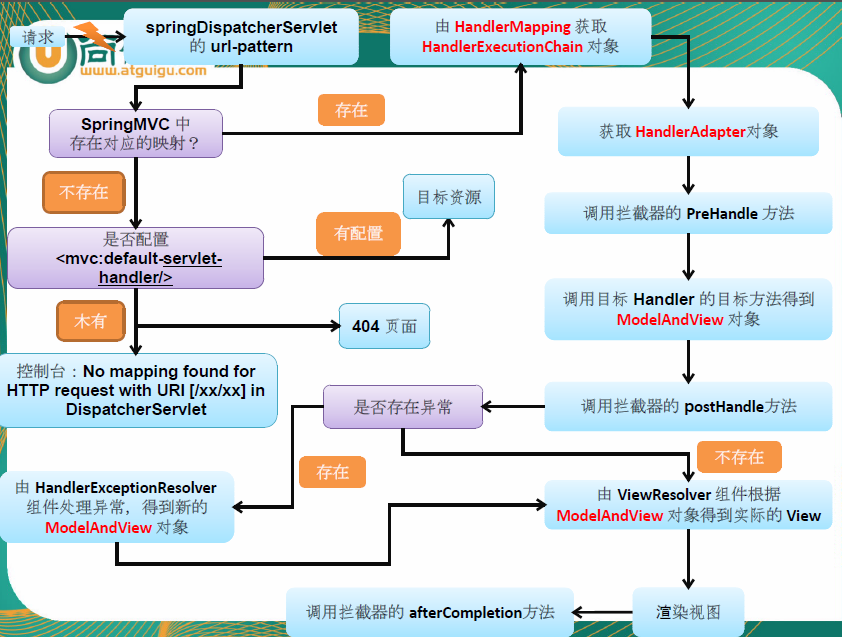 请求
springDispatcherServlet
的 url-pattern
由 HandlerMapping 获取
HandlerExecutionChain 对象
www.atguigu.com
SpringMVC 中
存在对应的映射？
存在
获取 HandlerAdapter对象
不存在
目标资源
调用拦截器的 PreHandle 方法
是否配置
<mvc:default-servlet-
handler/>
有配置
调用目标 Handler 的目标方法得到
ModelAndView 对象
木有
404 页面
控制台：No mapping found for
HTTP request with URI [/xx/xx] in
DispatcherServlet
是否存在异常
调用拦截器的 postHandle方法
存在
不存在
由 HandlerExceptionResolver
组件处理异常，得到新的
ModelAndView 对象
由 ViewResolver 组件根据
ModelAndView 对象得到实际的 View
调用拦截器的 afterCompletion方法
渲染视图